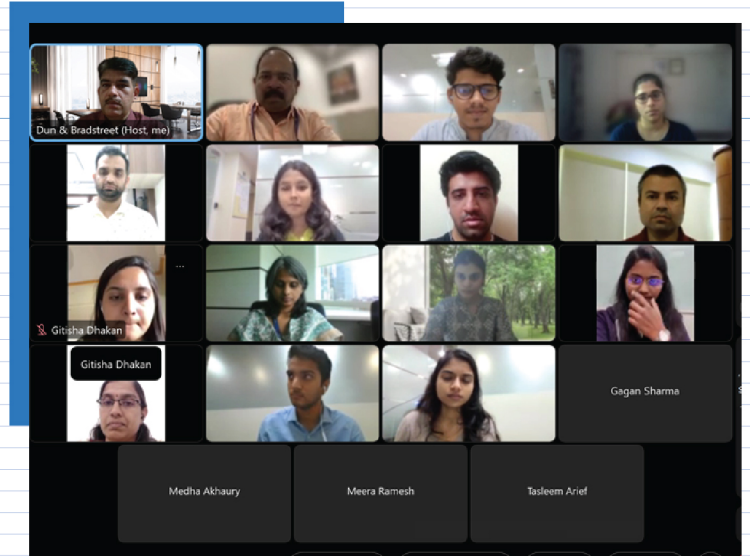 Dun & Bradstreet (Host, me)
Gitisha Dhakan
Gitisha Dhakan
Gagan Sharma
Medha Akhaury
Meera Ramesh
Tasleem Arief